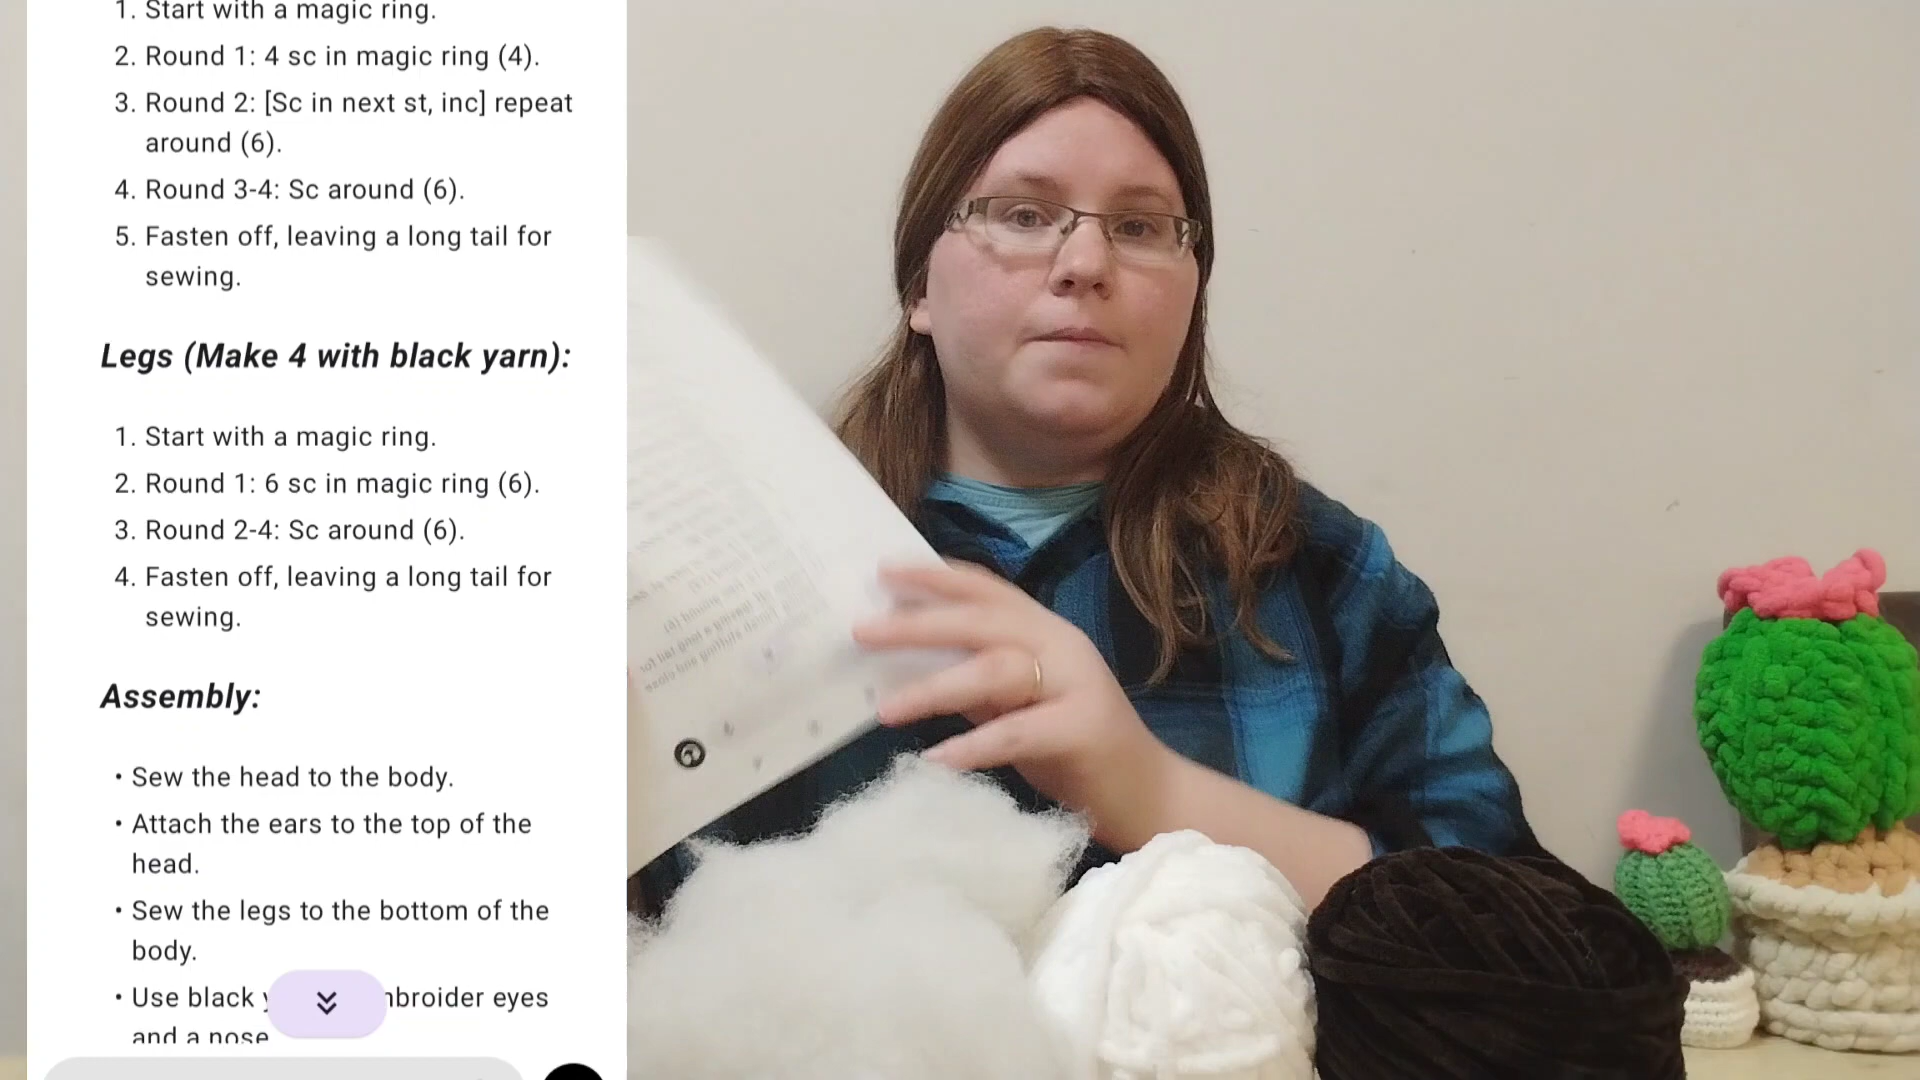 1. Start with a magic ring.
2. Round 1: 4 sc in magic ring (4).
3. Round 2: [Sc in next st, inc] repeat
around (6).
4. Round 3-4: Sc around (6).
5. Fasten off, leaving a long tail for
sewing.
Legs (Make 4 with black yarn):
1. Start with a magic ring.
2. Round 1: 6 sc in magic ring (6).
3. Round 2-4: Sc around (6).
4. Fasten off, leaving a long tail for
sewing.
Assembly:
• Sew the head to the body.
• Attach the ears to the top of the
head.
• Sew the legs to the bottom of the
body.
• Use black eyes
and a nose